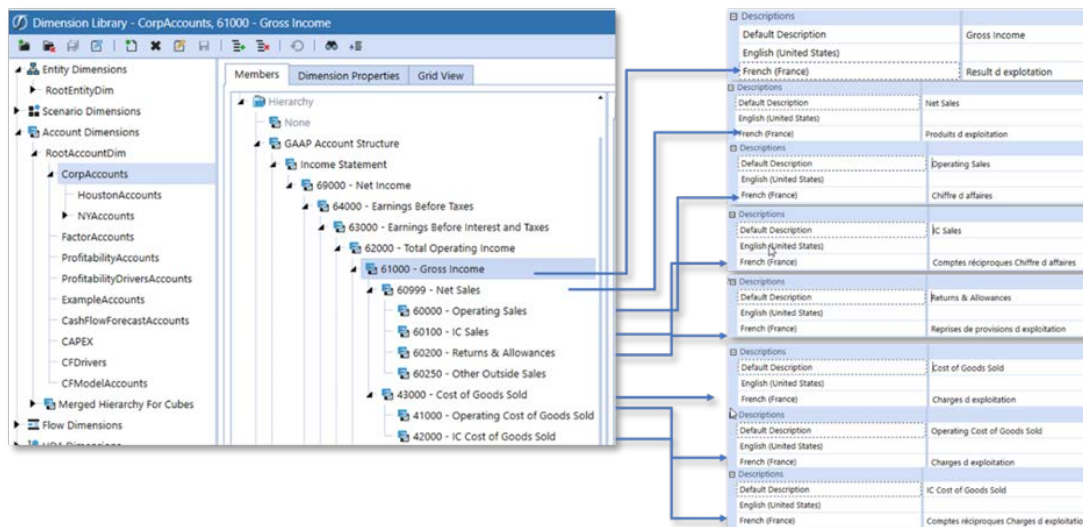 Dimension Library - CorpAccounts, 61000 - Gross Income
Entity Dimensions
RootEntityDim
Scenario Dimensions
Account Dimensions
RootAccountDim
CorpAccounts
HoustonAccounts
NYAccounts
FactorAccounts
ProfitabilityAccounts
ProfitabilityDriversAccounts
ExampleAccounts
CashFlowForecastAccounts
CAPEX
CFDrivers
CFModelAccounts
Merged Hierarchy For Cubes
Flow Dimensions
Members Dimension Properties Grid View
Hierarchy
None
GAAP Account Structure
Income Statement
69000 - Net Income
64000 - Earnings Before Taxes
63000 - Earnings Before Interest and Taxes
62000 - Total Operating Income
61000 - Gross Income
60999 - Net Sales
60000 - Operating Sales
60100 - IC Sales
60200 - Returns & Allowances
60250 - Other Outside Sales
43000 - Cost of Goods Sold
41000 - Operating Cost of Goods Sold
42000 - IC Cost of Goods Sold
Descriptions
Default Description Gross Income
English (United States)
French (France) Result d explotation
Descriptions
Default Description Net Sales
English (United States)
French (France) Produits d exploitation
Descriptions
Default Description Operating Sales
English (United States)
French (France) Chiffre d affaires
Descriptions
Default Description IC Sales
English (United States)
French (France) Comptes réciproques Chiffre d affaires
Descriptions
Default Description Returns & Allowances
English (United States)
French (France) Reprises de provisions d exploitation
Descriptions
Default Description Cost of Goods Sold
English (United States)
French (France) Charges d exploitation
Descriptions
Default Description Operating Cost of Goods Sold
English (United States)
French (France) Charges d exploitation
Descriptions
Default Description IC Cost of Goods Sold
English (United States)
French (France) Comptes réciproques Charges d exploitatio